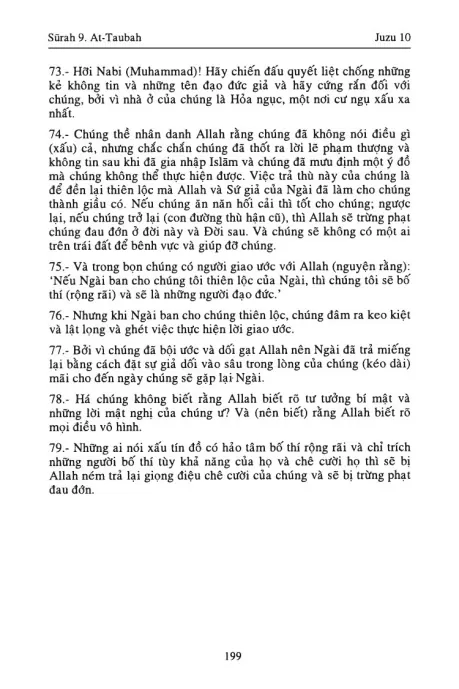 Sūrah 9. At-Taubah Juzu 10
73.- Hỡi Nabi (Muhammad)! Hãy chiến đấu quyết liệt chống những
kẻ không tin và những tên đạo đức giả và hãy cứng rắn đối với
chúng, bởi vì nhà ở của chúng là Hỏa ngục, một nơi cư ngụ xấu xa
nhất.
74.- Chúng thề nhân danh Allah rằng chúng đã không nói điều gì
(xấu) cả, nhưng chắc chắn chúng đã thốt ra lời lẽ phạm thượng và
không tin sau khi đã gia nhập Islām và chúng đã mưu định một ý đồ
mà chúng không thể thực hiện được. Việc trả thù này của chúng là
để đền lại thiên lộc mà Allah và Sứ giả của Ngài đã làm cho chúng
thành giầu có. Nếu chúng ăn năn hối cải thì tốt cho chúng; ngược
lại, nếu chúng trở lại (con đường thù hận cũ), thì Allah sẽ trừng phạt
chúng đau đớn ở đời này và Đời sau. Và chúng sẽ không có một ai
trên trái đất để bênh vực và giúp đỡ chúng.
75.- Và trong bọn chúng có người giao ước với Allah (nguyện rằng):
‘Nếu Ngài ban cho chúng tôi thiên lộc của Ngài, thì chúng tôi sẽ bố
thí (rộng rãi) và sẽ là những người đạo đức.’
76.- Nhưng khi Ngài ban cho chúng thiên lộc, chúng đâm ra keo kiệt
và lật lọng và ghét việc thực hiện lời giao ước.
77.- Bởi vì chúng đã bội ước và dối gạt Allah nên Ngài đã trả miếng
lại bằng cách đặt sự giả dối vào sâu trong lòng của chúng (kéo dài)
mãi cho đến ngày chúng sẽ gặp lại Ngài.
78.- Há chúng không biết rằng Allah biết rõ tư tưởng bí mật và
những lời mật nghị của chúng ư? Và (nên biết) rằng Allah biết rõ
mọi điều vô hình.
79.- Những ai nói xấu tín đồ có hảo tâm bố thí rộng rãi và chỉ trích
những người bố thí tùy khả năng của họ và chê cười họ thì sẽ bị
Allah ném trả lại giọng điệu chê cười của chúng và sẽ bị trừng phạt
đau đớn.
199